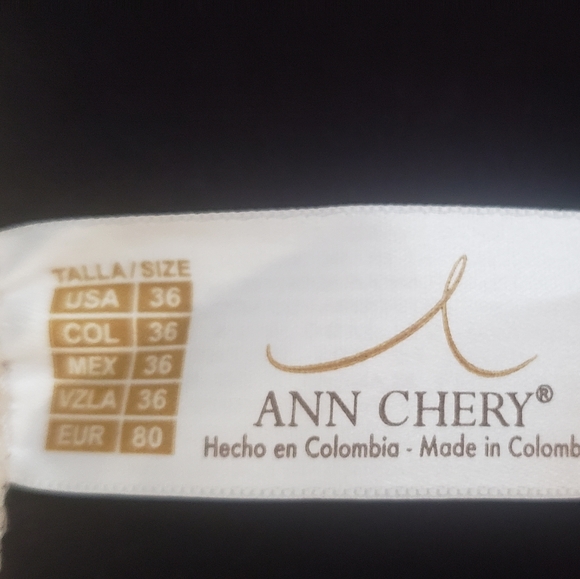 TALLA/SIZE
USA 36
COL 36
MEX 36
VZLA 36
EUR 80
ANN CHERY®
Hecho en Colombia - Made in Colomb